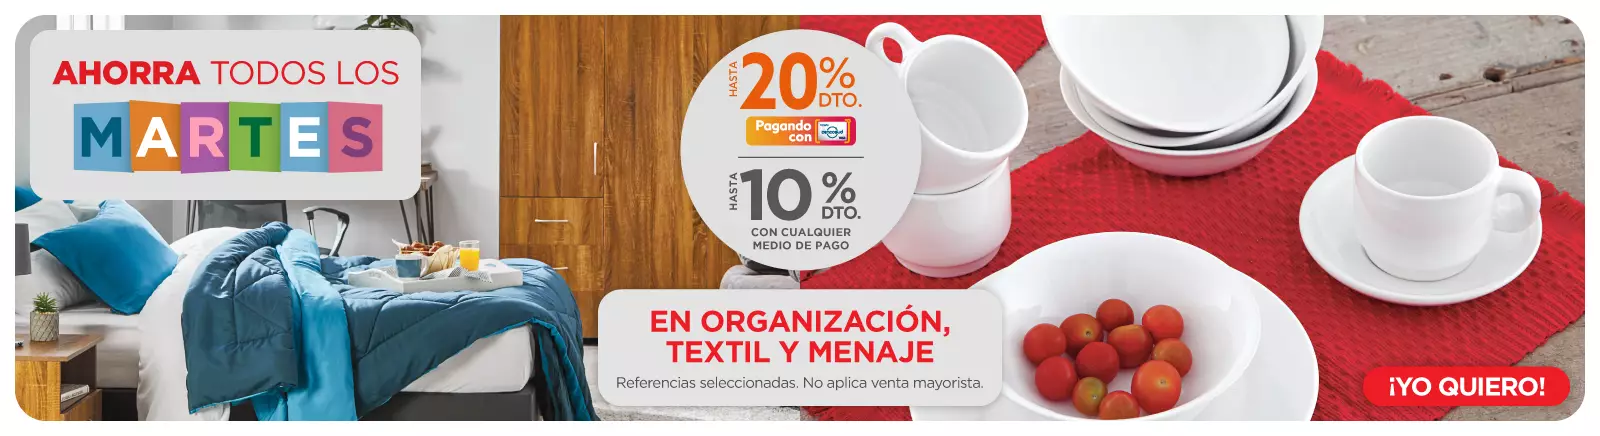 AHORRA TODOS LOS
MARTES
HASTA
20% DTO.
Pagando con
cencosud
HASTA
10% DTO.
CON CUALQUIER
MEDIO DE PAGO
EN ORGANIZACIÓN,
TEXTIL Y MENAJE
Referencias seleccionadas. No aplica venta mayorista.
¡YO QUIERO!